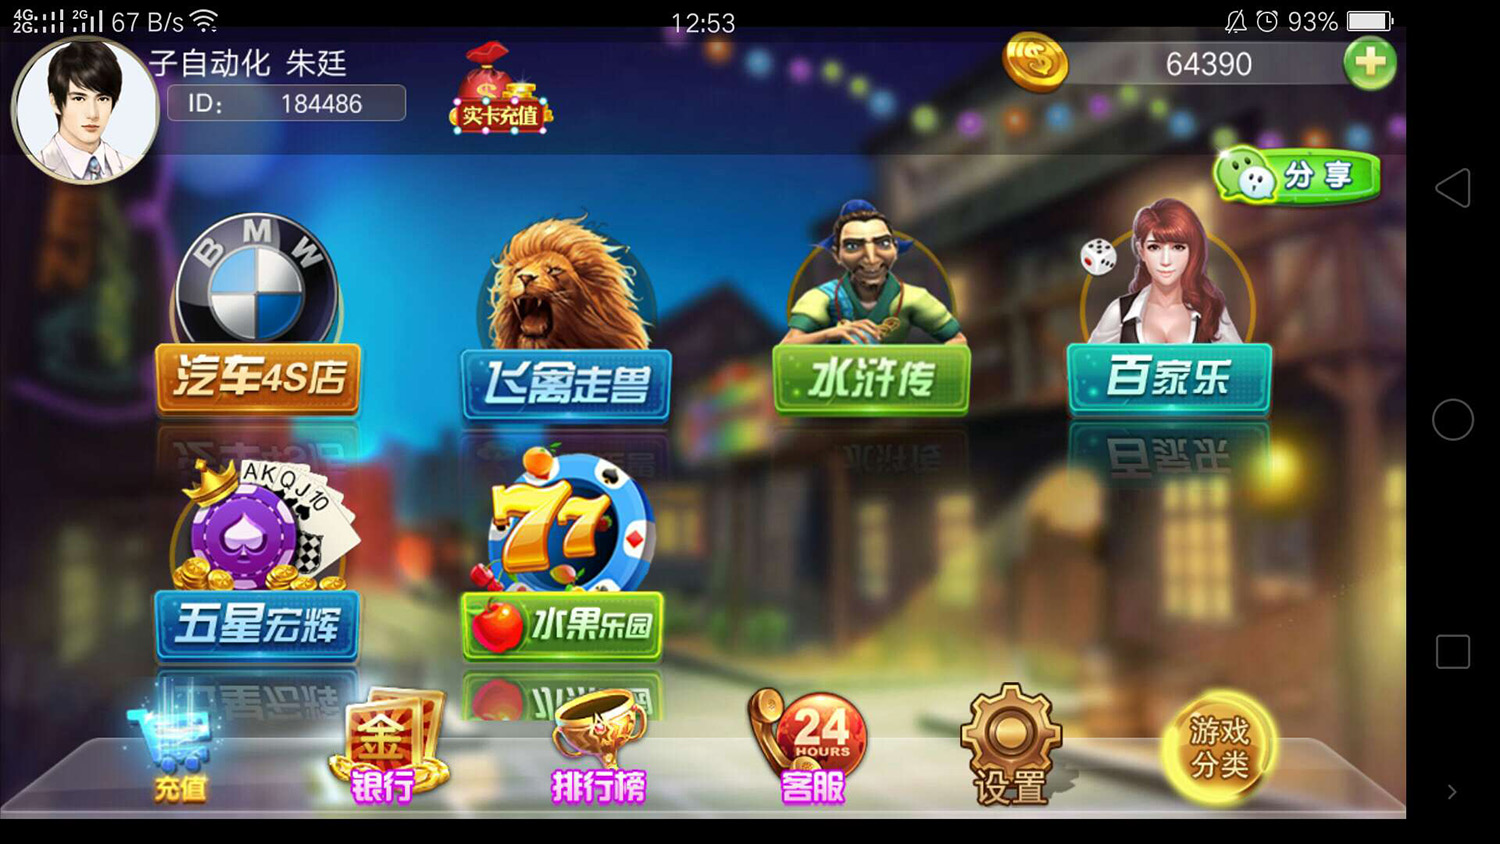 4G 2G 67 B/s
2G
12:53
93%
子自动化 朱廷
ID: 184486
实卡充值
64390
分享
BMW
汽车4S店
飞禽走兽
水浒传
百家乐
AKQJ10
五星宏辉
77
水果乐园
充值
金
银行
排行榜
24
HOURS
客服
设置
游戏
分类